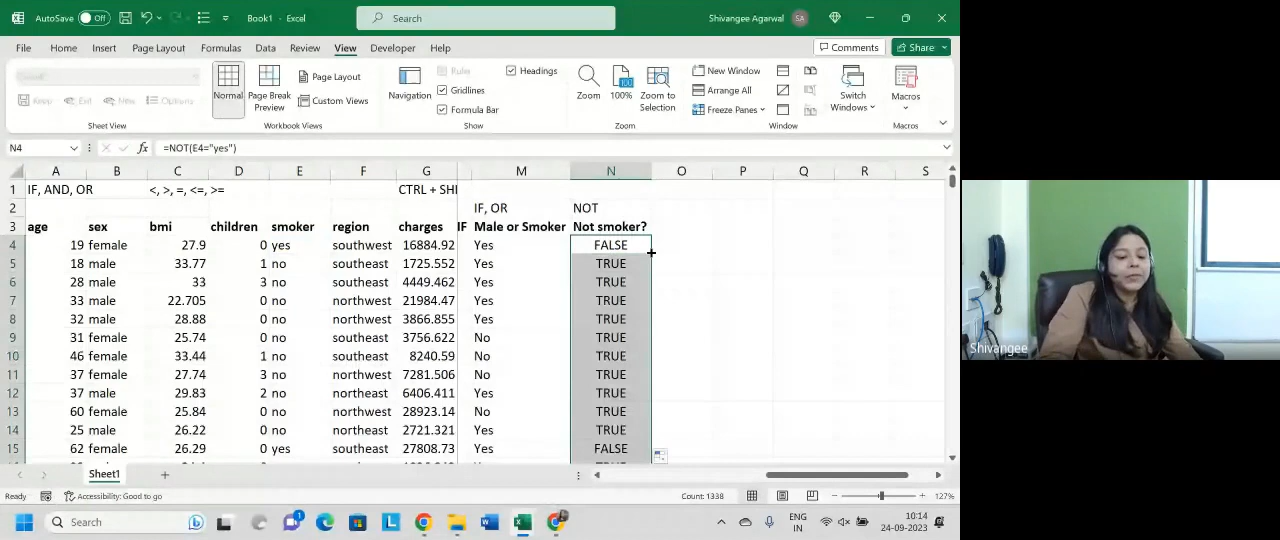 AutoSave Off Book1 - Excel Search Shivangee Agarwal SA
File Home Insert Page Layout Formulas Data Review View Developer Help Comments Share
Normal Page Break Preview Page Layout Custom Views Navigation Ruler Gridlines Formula Bar Headings Zoom 100% Zoom to Selection New Window Arrange All Freeze Panes Switch Windows Macros
Keep Exit New Options
Sheet View Workbook Views Show Zoom Window Macros
N4 fx =NOT(E4="yes")
A B C D E F G M N O P Q R S
1 IF, AND, OR <, >, =, <=, >= CTRL + SHI
2 IF, OR NOT
3 age sex bmi children smoker region charges IF Male or Smoker Not smoker?
4 19 female 27.9 0 yes southwest 16884.92 Yes FALSE
5 18 male 33.77 1 no southeast 1725.552 Yes TRUE
6 28 male 33 3 no southeast 4449.462 Yes TRUE
7 33 male 22.705 0 no northwest 21984.47 Yes TRUE
8 32 male 28.88 0 no northwest 3866.855 Yes TRUE
9 31 female 25.74 0 no southeast 3756.622 No TRUE
10 46 female 33.44 1 no southeast 8240.59 No TRUE
11 37 female 27.74 3 no northwest 7281.506 No TRUE
12 37 male 29.83 2 no northeast 6406.411 Yes TRUE
13 60 female 25.84 0 no northwest 28923.14 No TRUE
14 25 male 26.22 0 no northeast 2721.321 Yes TRUE
15 62 female 26.29 0 yes southeast 27808.73 Yes FALSE
Sheet1
Ready Accessibility: Good to go Count: 1338 127%
Search ENG IN 10:14 24-09-2023
Shivangee